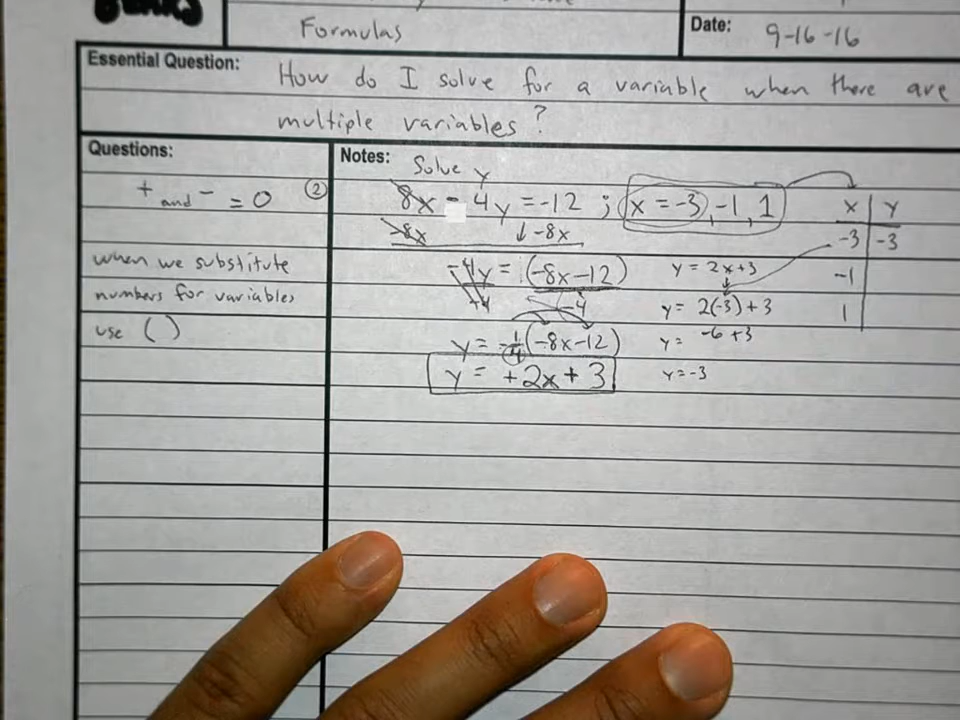 Formulas
Date: 9-16-16
Essential Question: How do I solve for a variable when there are
multiple variables?
Questions:
+ and - = 0
when we substitute
numbers for variables
use ( )
Notes: Solve y
② 8x - 4y = -12 ; x = -3, -1, 1
-8x ↓ -8x
-4y = (-8x-12)
-4
y = -1/4(-8x-12)
y = +2x + 3
y = 2x+3
y = 2(-3) + 3
y = -6 + 3
y = -3
x | y
-3 | -3
-1
1